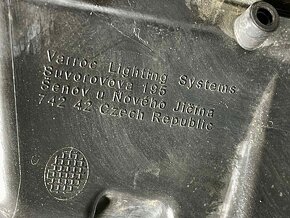 Varroc Lighting Systems
Suvorovova 195
Šenov u Nového Jičína
742 42 Czech Republic